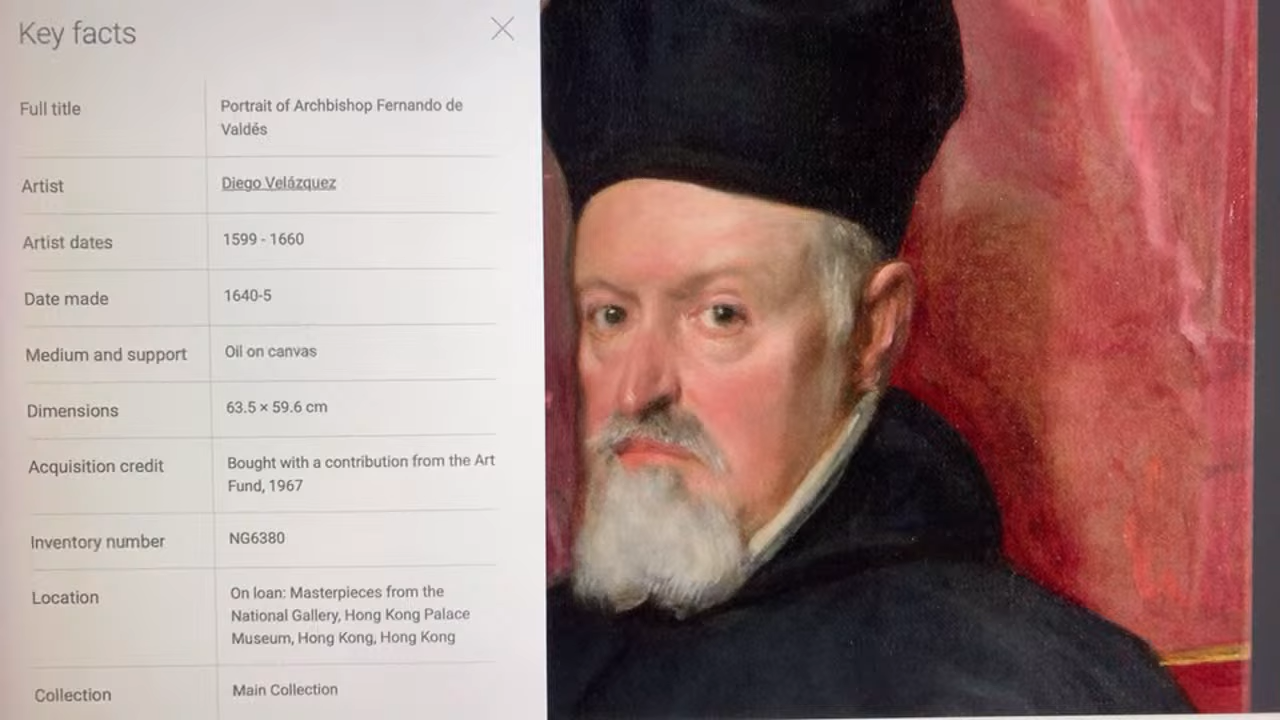 Key facts
Full title
Portrait of Archbishop Fernando de
Valdés
Artist
Diego Velázquez
Artist dates
1599 - 1660
Date made
1640-5
Medium and support
Oil on canvas
Dimensions
63.5 × 59.6 cm
Acquisition credit
Bought with a contribution from the Art
Fund, 1967
Inventory number
NG6380
Location
On loan: Masterpieces from the
National Gallery, Hong Kong Palace
Museum, Hong Kong, Hong Kong
Collection
Main Collection